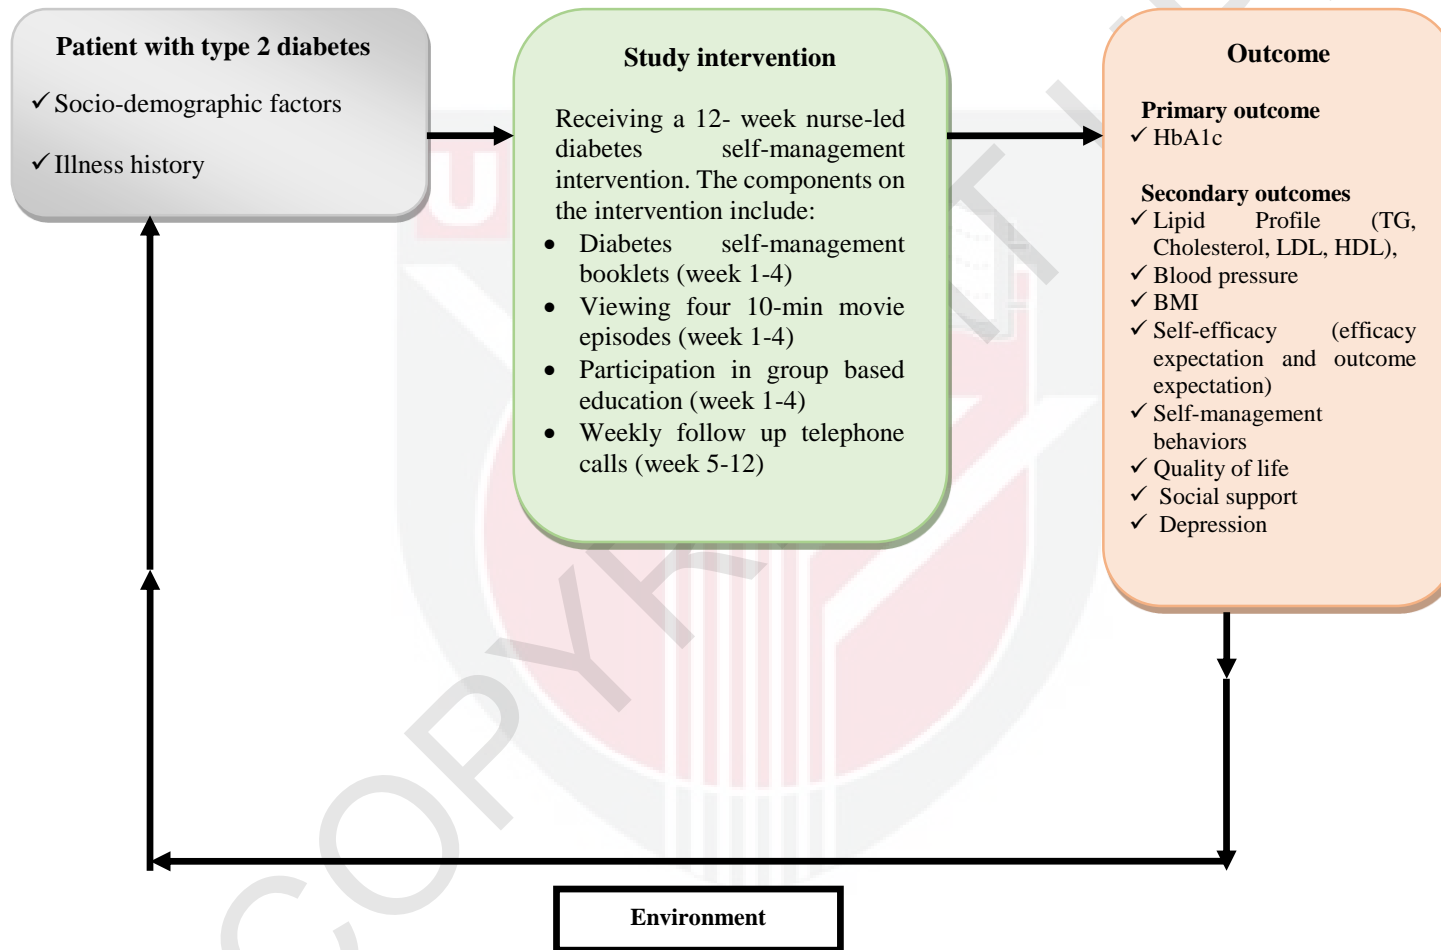 Patient with type 2 diabetes
✓ Socio-demographic factors
✓ Illness history
Study intervention
Receiving a 12- week nurse-led
diabetes self-management
intervention. The components on
the intervention include:
• Diabetes self-management
booklets (week 1-4)
• Viewing four 10-min movie
episodes (week 1-4)
• Participation in group based
education (week 1-4)
• Weekly follow up telephone
calls (week 5-12)
Outcome
Primary outcome
✓ HbA1c
Secondary outcomes
✓ Lipid Profile (TG,
Cholesterol, LDL, HDL),
✓ Blood pressure
✓ BMI
✓ Self-efficacy (efficacy
expectation and outcome
expectation)
✓ Self-management
behaviors
✓ Quality of life
✓ Social support
✓ Depression
Environment